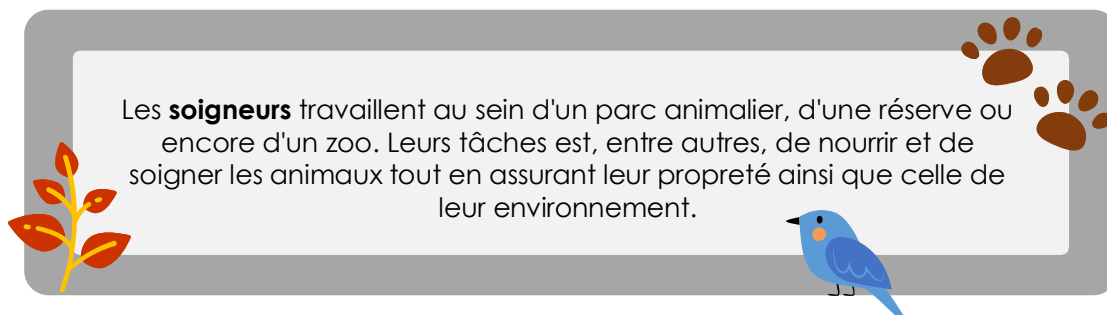 Les soigneurs travaillent au sein d'un parc animalier, d'une réserve ou
encore d'un zoo. Leurs tâches est, entre autres, de nourrir et de
soigner les animaux tout en assurant leur propreté ainsi que celle de
leur environnement.